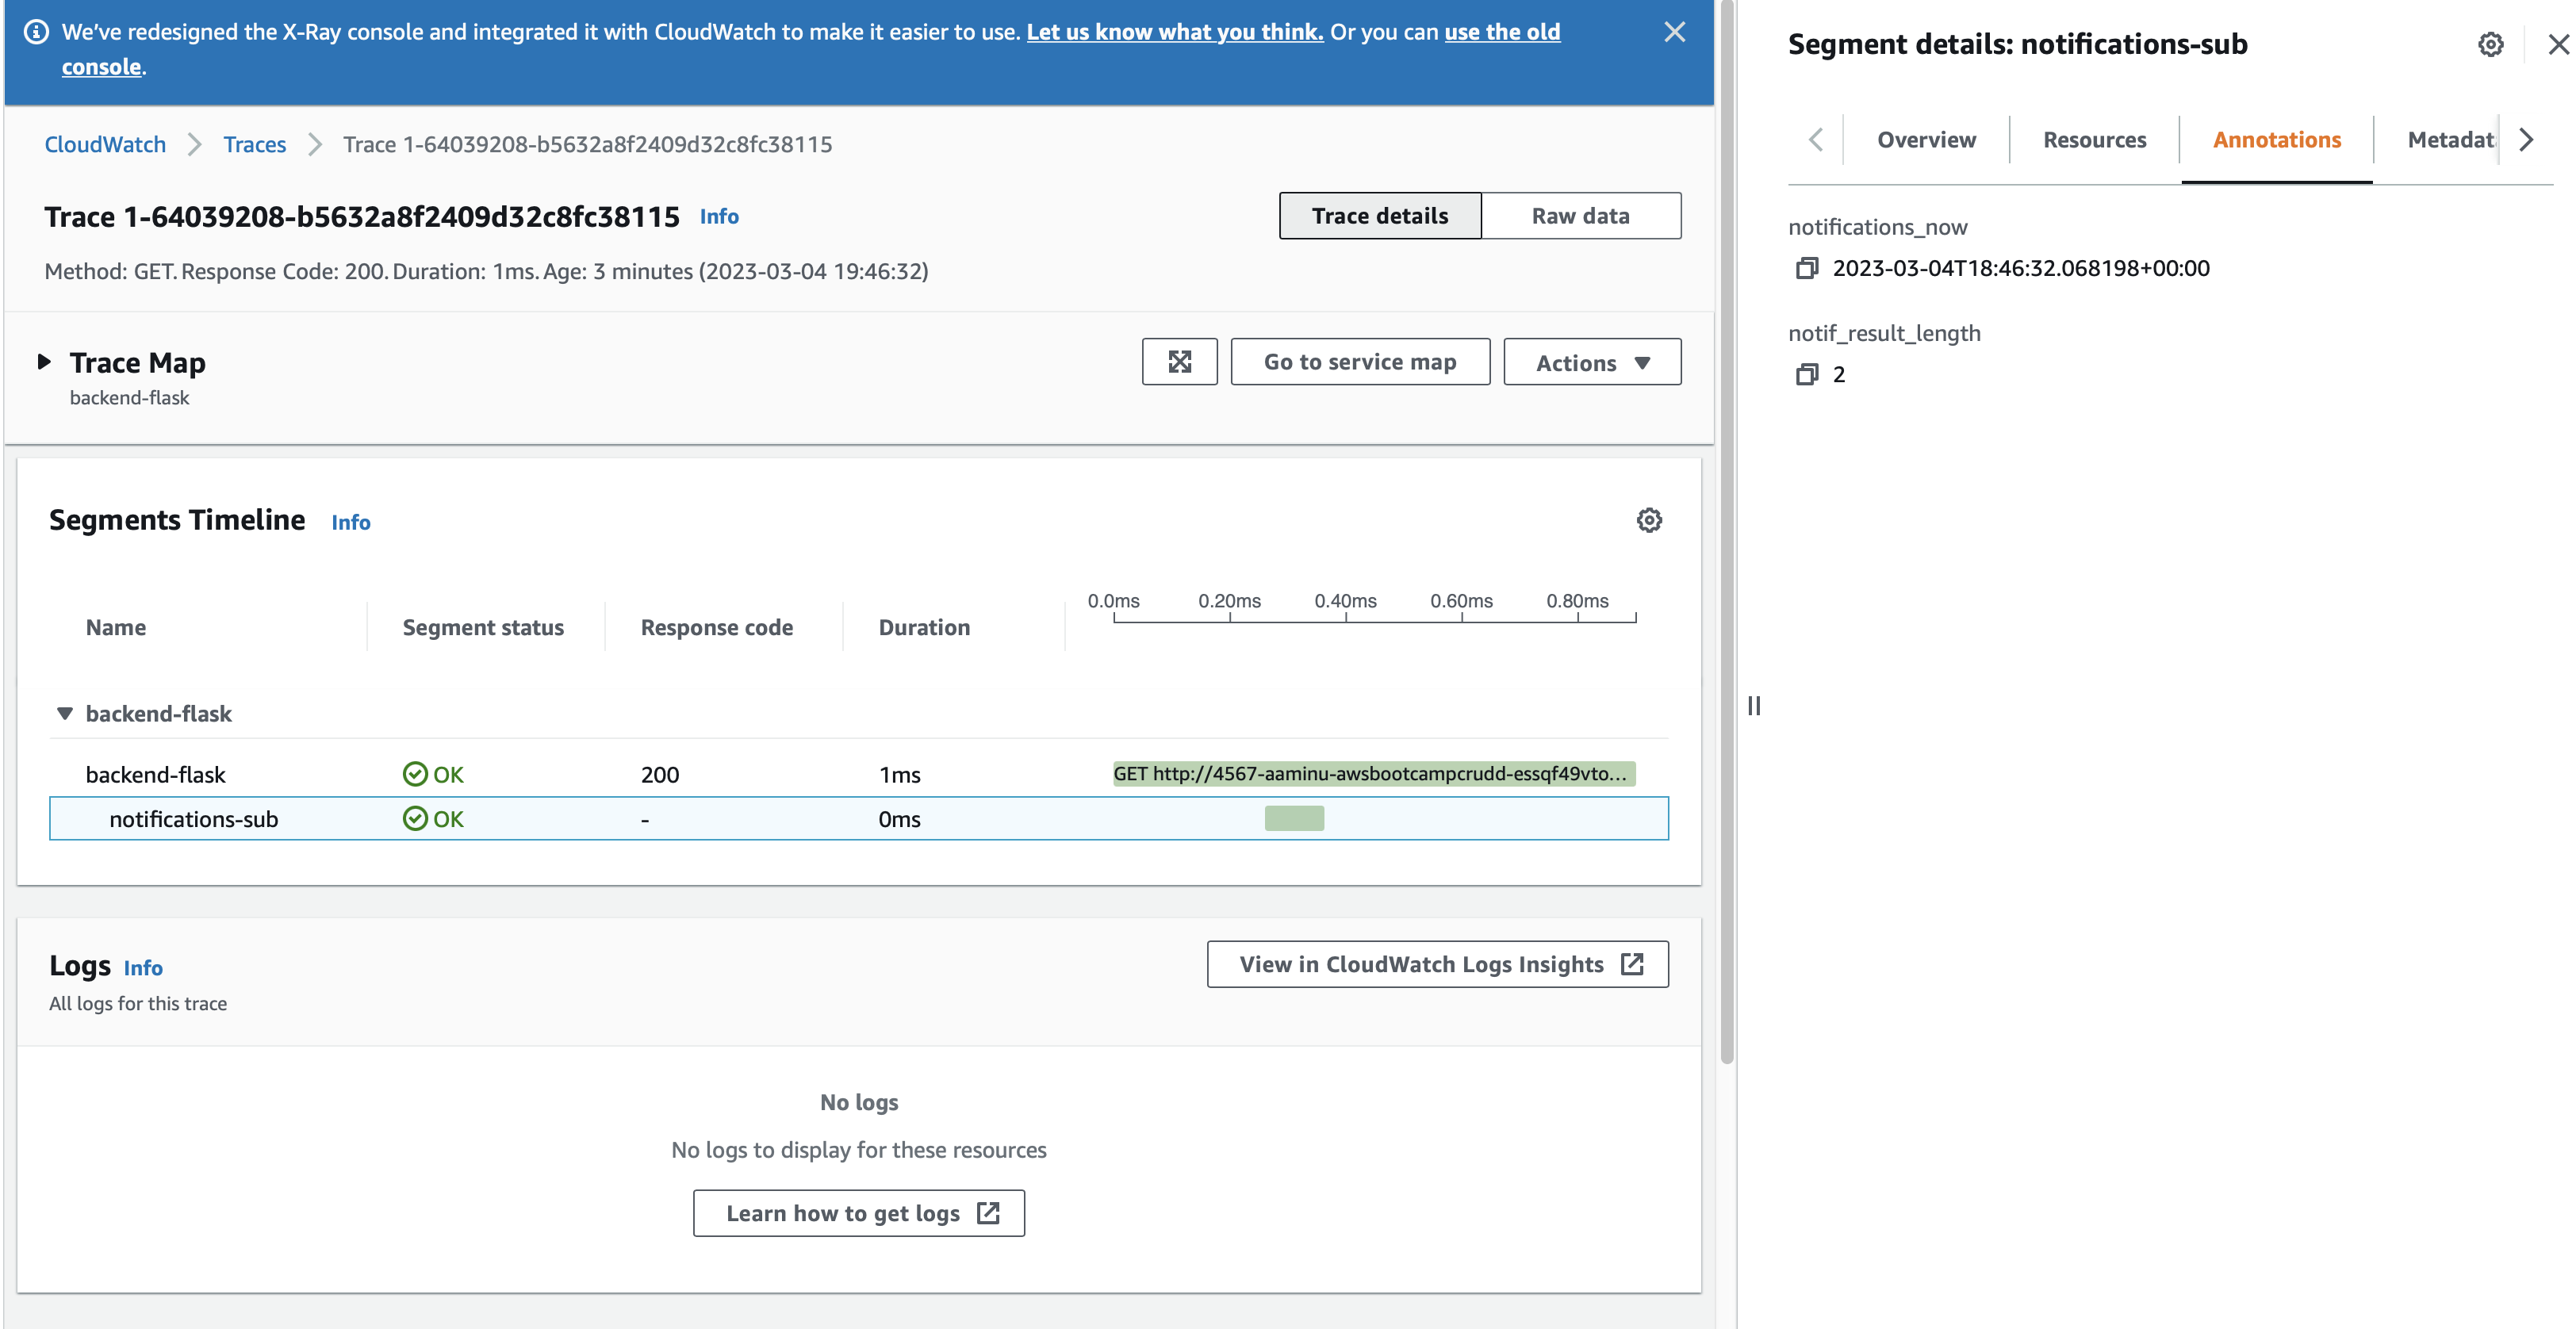 We've redesigned the X-Ray console and integrated it with CloudWatch to make it easier to use. Let us know what you think. Or you can use the old
console.
CloudWatch > Traces > Trace 1-64039208-b5632a8f2409d32c8fc38115
Trace 1-64039208-b5632a8f2409d32c8fc38115 Info
Trace details Raw data
Method: GET. Response Code: 200. Duration: 1ms. Age: 3 minutes (2023-03-04 19:46:32)
Trace Map
backend-flask
Go to service map Actions
Segments Timeline Info
Name Segment status Response code Duration 0.0ms 0.20ms 0.40ms 0.60ms 0.80ms
backend-flask
backend-flask OK 200 1ms GET http://4567-aaminu-awsbootcampcrudd-essqf49vto...
notifications-sub OK - 0ms
Logs Info
All logs for this trace
View in CloudWatch Logs Insights
No logs
No logs to display for these resources
Learn how to get logs
Segment details: notifications-sub
Overview Resources Annotations Metadat
notifications_now
2023-03-04T18:46:32.068198+00:00
notif_result_length
2